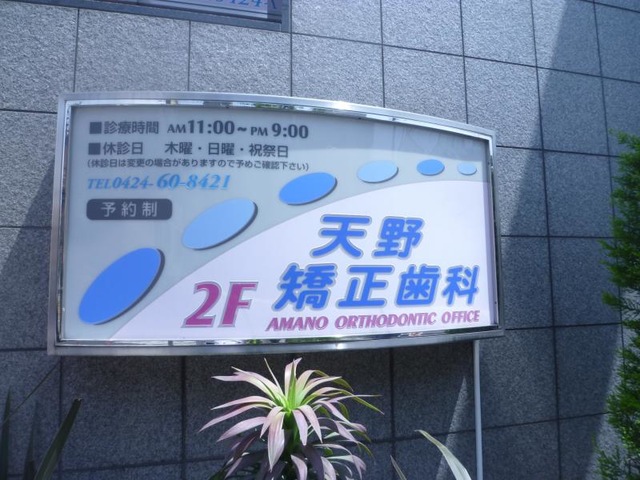 ■診療時間 AM11:00～PM9:00
■休診日 木曜・日曜・祝祭日
(休診日は変更の場合がありますので予めご確認下さい)
TEL0424-60-8421
予約制
天野
2F 矯正歯科
AMANO ORTHODONTIC OFFICE